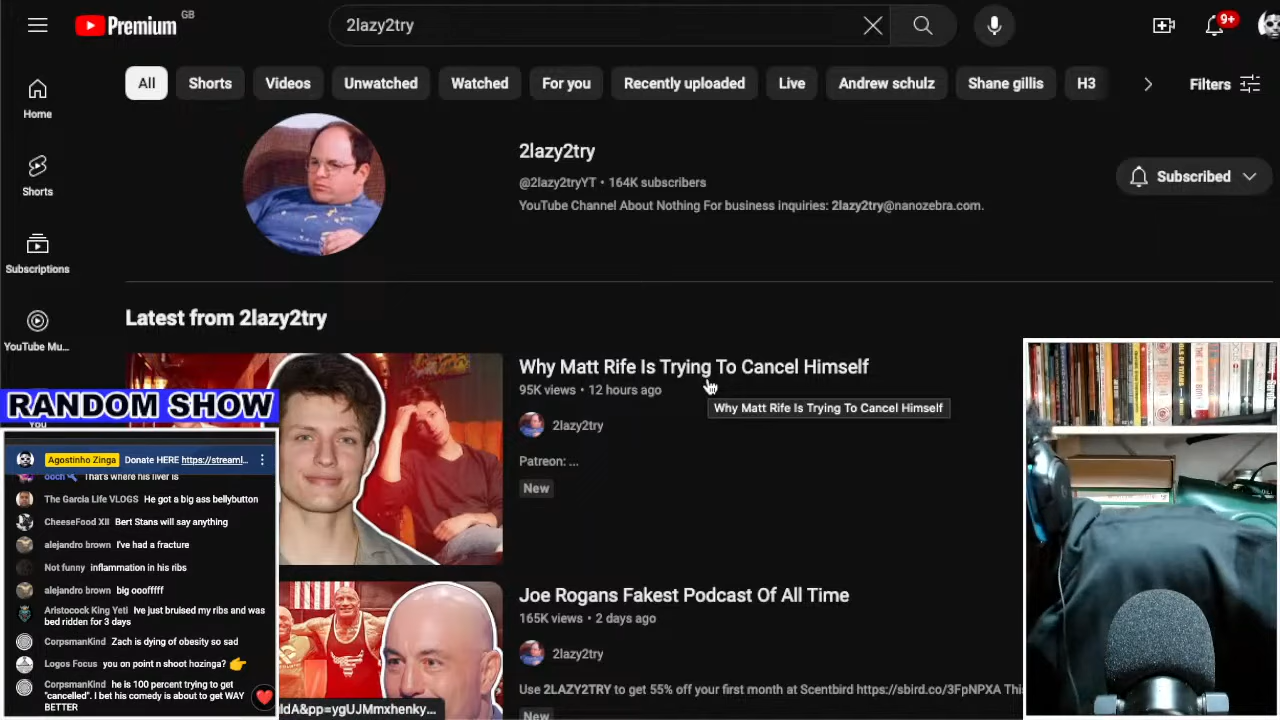 Premium GB
2lazy2try
9+
All Shorts Videos Unwatched Watched For you Recently uploaded Live Andrew schulz Shane gillis H3 Filters
Home
Shorts
Subscriptions
YouTube Mu...
You
2lazy2try
@2lazy2tryYT • 164K subscribers
YouTube Channel About Nothing For business inquiries: 2lazy2try@nanozebra.com.
Subscribed
Latest from 2lazy2try
Why Matt Rife Is Trying To Cancel Himself
95K views • 12 hours ago
Why Matt Rife Is Trying To Cancel Himself
2lazy2try
Patreon: ...
New
Joe Rogans Fakest Podcast Of All Time
165K views • 2 days ago
2lazy2try
Use 2LAZY2TRY to get 55% off your first month at Scentbird https://sbird.co/3FpNPXA Thi
New
RANDOM SHOW
Agostinho Zinga Donate HERE https://streaml...
ooch That's where his liver is
The Garcia Life VLOGS He got a big ass bellybutton
CheeseFood XII Bert Stans will say anything
alejandro brown I've had a fracture
Not funny inflammation in his ribs
alejandro brown big oooffffff
Aristocock King Yeti Ive just bruised my ribs and was
bed ridden for 3 days
CorpsmanKind Zach is dying of obesity so sad
Logos Focus you on point n shoot hozinga? 👉
CorpsmanKind he is 100 percent trying to get
"cancelled". I bet his comedy is about to get WAY
BETTER
ldA&pp=ygUJMmxhenky...